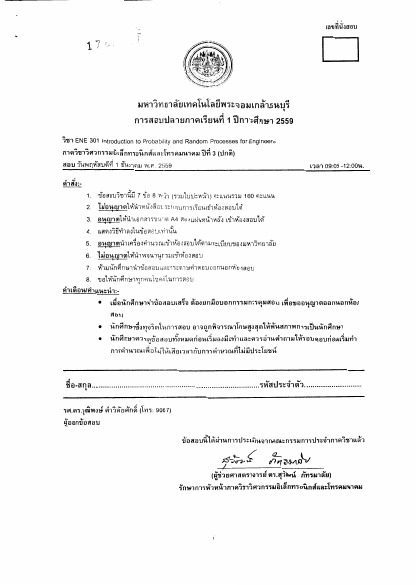 เลขที่นั่งสอบ
มหาวิทยาลัยเทคโนโลยีพระจอมเกล้าธนบุรี
การสอบปลายภาคเรียนที่ 1 ปีการศึกษา 2559
วิชา ENE 301 Introduction to Probability and Random Processes for Engineers
ภาควิชาวิศวกรรมอิเล็กทรอนิกส์และโทรคมนาคม ปีที่ 3 (ปกติ)
สอบ วันพฤหัสบดีที่ 1 ธันวาคม พ.ศ. 2559 เวลา 09:00 -12:00น.
คำสั่ง:-
1. ข้อสอบวิชานี้มี 7 ข้อ 8 หน้า (รวมใบปะหน้า) คะแนนรวม 160 คะแนน
2. ไม่อนุญาตให้นำหนังสือ เข้าห้องสอบได้
3. อนุญาตให้นำเอกสารขนาด A4 เข้าห้องสอบได้
4. แสดงวิธีทำลงในข้อสอบเท่านั้น
5. อนุญาตนำเครื่องคำนวณเข้าห้องสอบได้ตามระเบียบของมหาวิทยาลัย
6. ไม่อนุญาตให้นำพจนานุกรมเข้าห้องสอบ
7. ห้ามนักศึกษานำข้อสอบและกระดาษคำตอบออกนอกห้องสอบ
8. ขอให้นักศึกษาทุกคนโชคดีในการสอบ
คำเตือน/คำแนะนำ:-
• เมื่อนักศึกษาทำข้อสอบเสร็จ ต้องยกมือบอกกรรมการคุมสอบ เพื่อขออนุญาตออกนอกห้อง
สอบ
• นักศึกษาซึ่งทุจริตในการสอบ อาจถูกพิจารณาโทษสูงสุดให้พ้นสภาพการเป็นนักศึกษา
• นักศึกษาควรดูข้อสอบทั้งหมดก่อนเริ่มลงมือทำและควรอ่านคำถามให้รอบคอบก่อนเริ่มทำ
การคำนวณเพื่อไม่ให้เสียเวลากับการคำนวณที่ไม่มีประโยชน์
ชื่อ-สกุล..................................................................รหัสประจำตัว........................
รศ.ดร.วุฒิพงษ์ คำวิลัยศักดิ์ (โทร: 9067)
ผู้ออกข้อสอบ
ข้อสอบนี้ได้ผ่านการประเมินจากคณะกรรมการประจำภาควิชาแล้ว
(ผู้ช่วยศาสตราจารย์ ดร.สุวัฒน์ ภัทรมาลัย)
รักษาการหัวหน้าภาควิชาวิศวกรรมอิเล็กทรอนิกส์และโทรคมนาคม